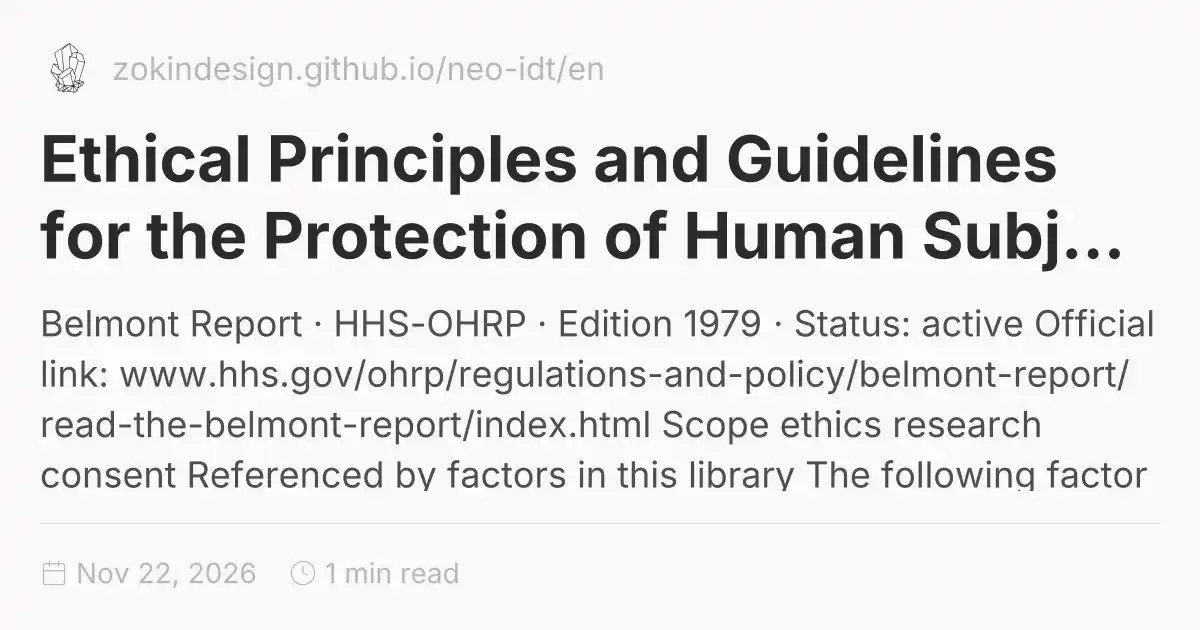 zokindesign.github.io/neo-idt/en
Ethical Principles and Guidelines
for the Protection of Human Subj…
Belmont Report · HHS-OHRP · Edition 1979 · Status: active Official
link: www.hhs.gov/ohrp/regulations-and-policy/belmont-report/
read-the-belmont-report/index.html Scope ethics research
consent Referenced by factors in this library The following factor
Nov 22, 2026 1 min read